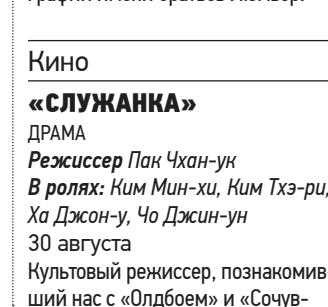 Кино
«СЛУЖАНКА»
ДРАМА
Режиссер Пак Чхан-ук
В ролях: Ким Мин-хи, Ким Тхэ-ри,
Ха Джон-у, Чо Джин-ун
30 августа
Культовый режиссер, познакомив-
ший нас с «Олдбоем» и «Сочув-